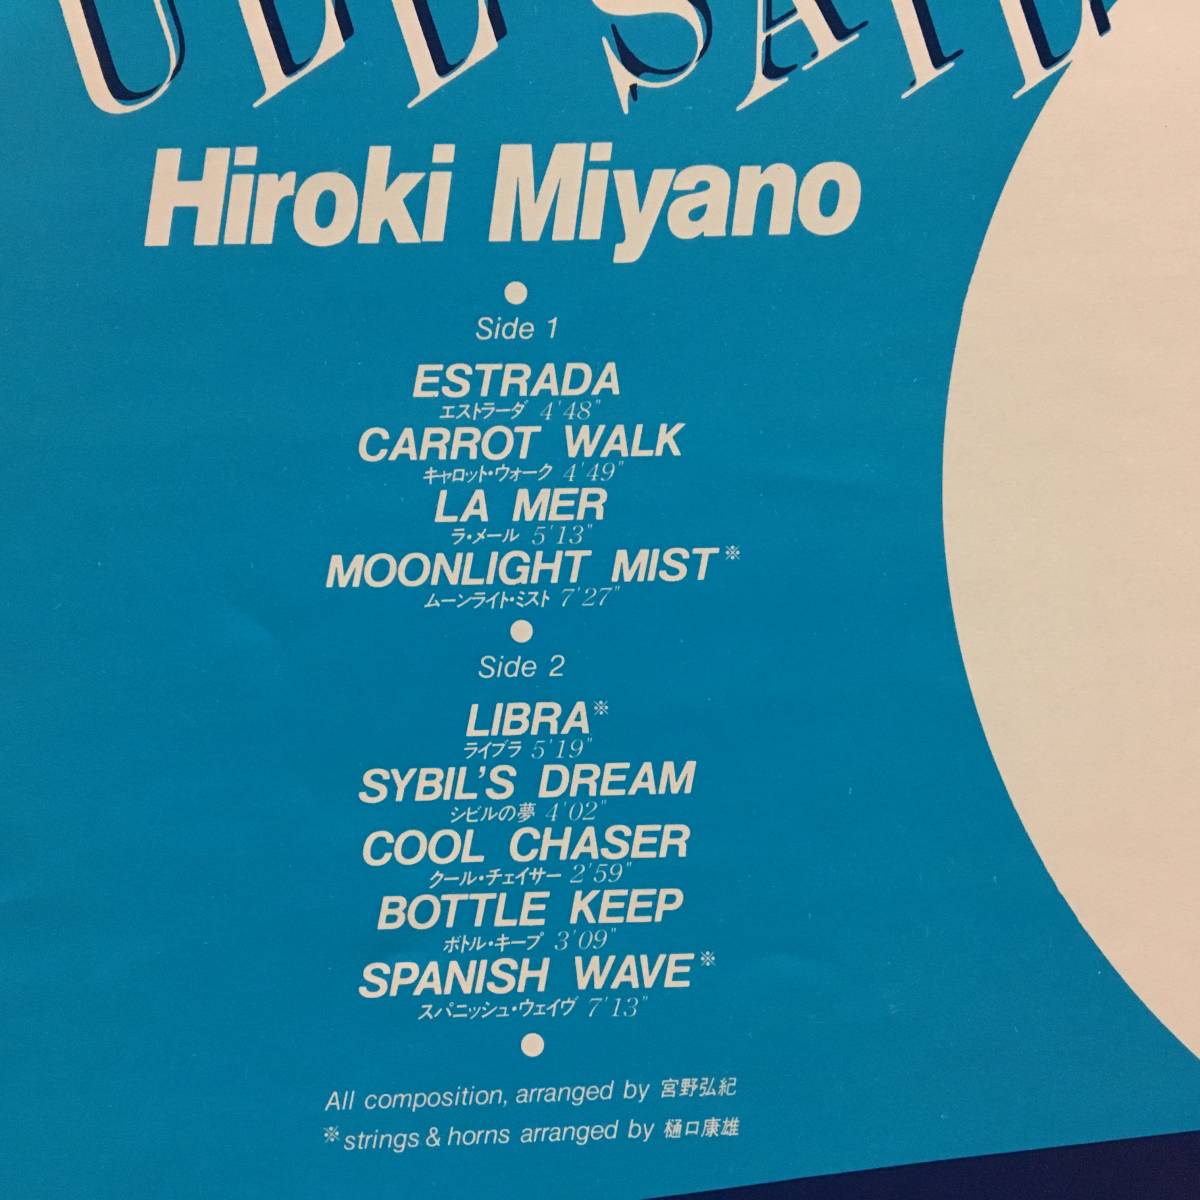 ULL SAIL
Hiroki Miyano
Side 1
ESTRADA
エストラーダ 4'48"
CARROT WALK
キャロット・ウォーク 4'49"
LA MER
ラ・メール 5'13"
MOONLIGHT MIST※
ムーンライト・ミスト 7'27"
Side 2
LIBRA※
ライブラ 5'19"
SYBIL'S DREAM
シビルの夢 4'02"
COOL CHASER
クール・チェイサー 2'59"
BOTTLE KEEP
ボトル・キープ 3'09"
SPANISH WAVE※
スパニッシュ・ウェイヴ 7'13"
All composition, arranged by 宮野弘紀
※strings & horns arranged by 樋口康雄